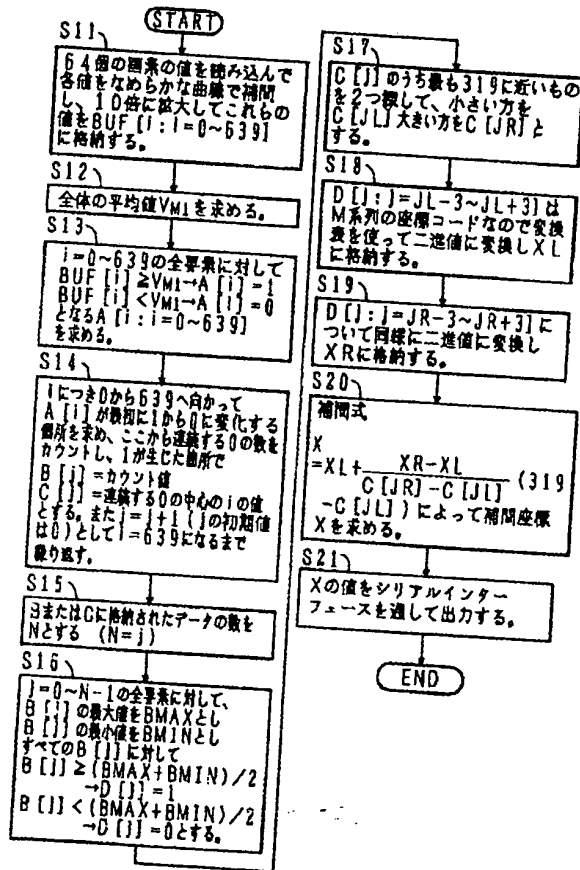 START
S11
64個の画素の値を読み込んで
各値をなめらかな曲線で補間
し、10倍に拡大してこれらの
値をBUF[i:i=0~639]
に格納する。
S12
全体の平均値VM1を求める。
S13
i=0~639の全要素に対して
BUF[i]≧VM1→A[i]=1
BUF[i]<VM1→A[i]=0
となるA[i:i=0~639]
を求める。
S14
iにつき0から639へ向かって
A[i]が最初に1から0に変化する
個所を求め、ここから連続する0の数を
カウントし、1が生じた箇所で
B[j]=カウント値
C[j]=連続する0の中心のiの値
とする。またj=j+1(jの初期値
は0)としてi=639になるまで
繰り返す。
S15
BまたはCに格納されたデータの数を
Nとする (N=j)
S16
j=0~N-1の全要素に対して、
B[j]の最大値をBMAXとし
B[j]の最小値をBMINとし
すべてのB[j]に対して
B[j]≧(BMAX+BMIN)/2
→D[j]=1
B[j]<(BMAX+BMIN)/2
→D[j]=0とする。
S17
C[J]のうち最も319に近いもの
を2つ探して、小さい方を
C[JL]大きい方をC[JR]と
する。
S18
D[J:J=JL-3~JL+3]は
M系列の座標コードなので変換
表を使って二進値に変換しXL
に格納する。
S19
D[J:J=JR-3~JR+3]に
ついて同様に二進値に変換し
XRに格納する。
S20
補間式
X
=XL+ XR-XL / C[JR]-C[JL] (319
-C[JL])によって補間座標
Xを求める。
S21
Xの値をシリアルインター
フェースを通して出力する。
END